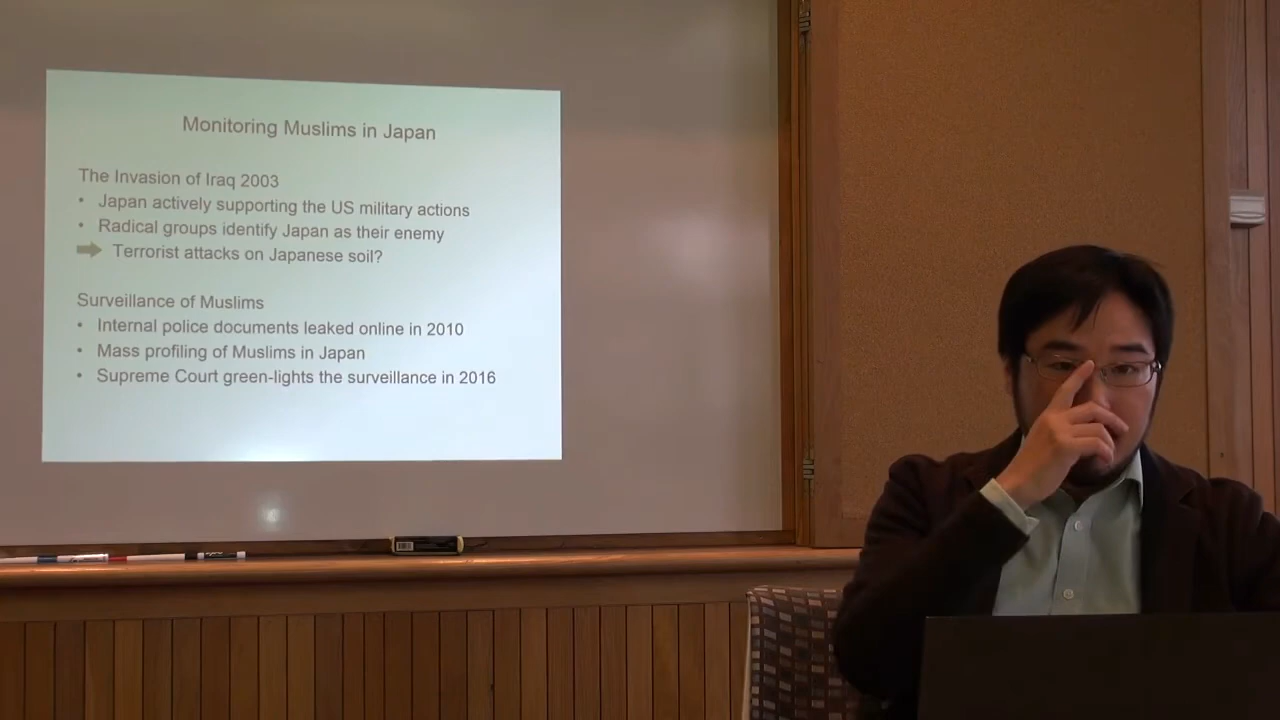 Monitoring Muslims in Japan
The Invasion of Iraq 2003
• Japan actively supporting the US military actions
• Radical groups identify Japan as their enemy
Terrorist attacks on Japanese soil?
Surveillance of Muslims
• Internal police documents leaked online in 2010
• Mass profiling of Muslims in Japan
• Supreme Court green-lights the surveillance in 2016